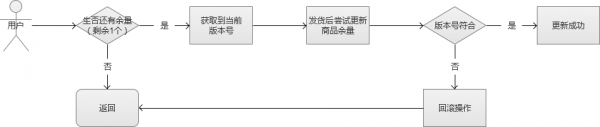 用户
是否还有余量
（剩余1个）
是
获取到当前
版本号
发货后尝试更新
商品余量
版本号符合
是
更新成功
否
否
返回
回滚操作